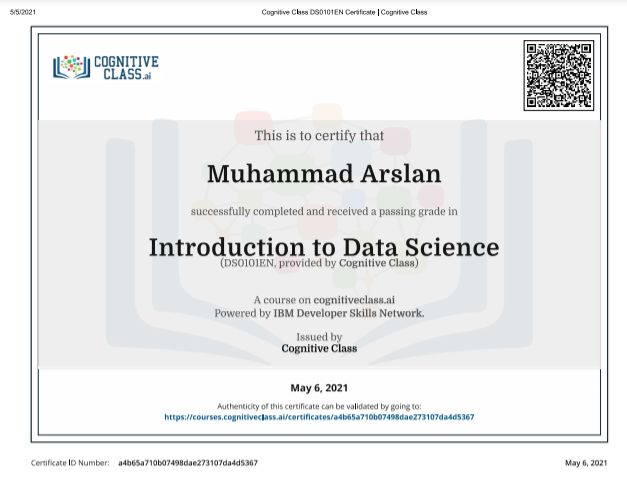 5/5/2021 Cognitive Class DS0101EN Certificate | Cognitive Class
COGNITIVE
CLASS.ai
This is to certify that
Muhammad Arslan
successfully completed and received a passing grade in
Introduction to Data Science
(DS0101EN, provided by Cognitive Class)
A course on cognitiveclass.ai
Powered by IBM Developer Skills Network.
Issued by
Cognitive Class
May 6, 2021
Authenticity of this certificate can be validated by going to:
https://courses.cognitiveclass.ai/certificates/a4b65a710b07498dae273107da4d5367
Certificate ID Number: a4b65a710b07498dae273107da4d5367 May 6, 2021